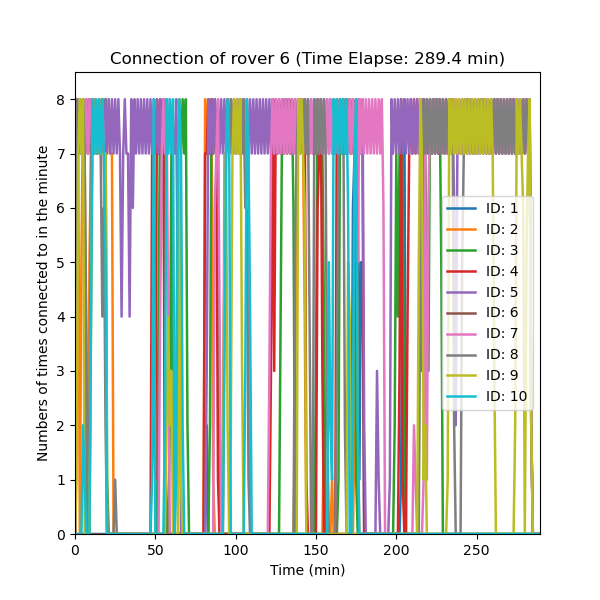 Connection of rover 6 (Time Elapse: 289.4 min)
Numbers of times connected to in the minute
8
7
6
5
4
3
2
1
0
ID: 1
ID: 2
ID: 3
ID: 4
ID: 5
ID: 6
ID: 7
ID: 8
ID: 9
ID: 10
0 50 100 150 200 250
Time (min)